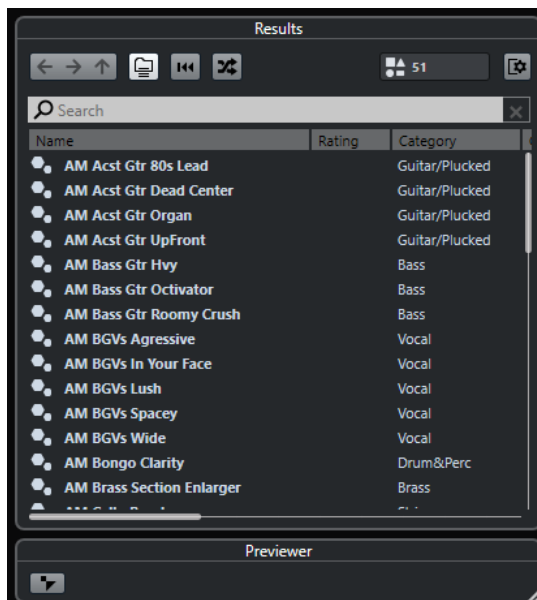 Results
51
Search
Name Rating Category
AM Acst Gtr 80s Lead Guitar/Plucked
AM Acst Gtr Dead Center Guitar/Plucked
AM Acst Gtr Organ Guitar/Plucked
AM Acst Gtr UpFront Guitar/Plucked
AM Bass Gtr Hvy Bass
AM Bass Gtr Octivator Bass
AM Bass Gtr Roomy Crush Bass
AM BGVs Agressive Vocal
AM BGVs In Your Face Vocal
AM BGVs Lush Vocal
AM BGVs Spacey Vocal
AM BGVs Wide Vocal
AM Bongo Clarity Drum&Perc
AM Brass Section Enlarger Brass
Previewer